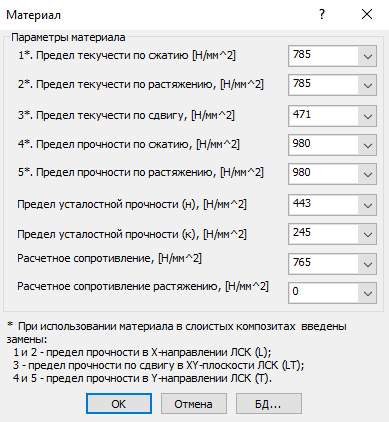 Материал ? ×
Параметры материала
1*. Предел текучести по сжатию [Н/мм^2] 785
2*. Предел текучести по растяжению, [Н/мм^2] 785
3*. Предел текучести по сдвигу, [Н/мм^2] 471
4*. Предел прочности по сжатию, [Н/мм^2] 980
5*. Предел прочности по растяжению, [Н/мм^2] 980
Предел усталостной прочности (н), [Н/мм^2] 443
Предел усталостной прочности (к), [Н/мм^2] 245
Расчетное сопротивление, [Н/мм^2] 765
Расчетное сопротивление растяжению, [Н/мм^2] 0
* При использовании материала в слоистых композитах введены
замены:
1 и 2 - предел прочности в X-направлении ЛСК (L);
3 - предел прочности по сдвигу в XY-плоскости ЛСК (LT);
4 и 5 - предел прочности в Y-направлении ЛСК (T).
ОК Отмена БД...